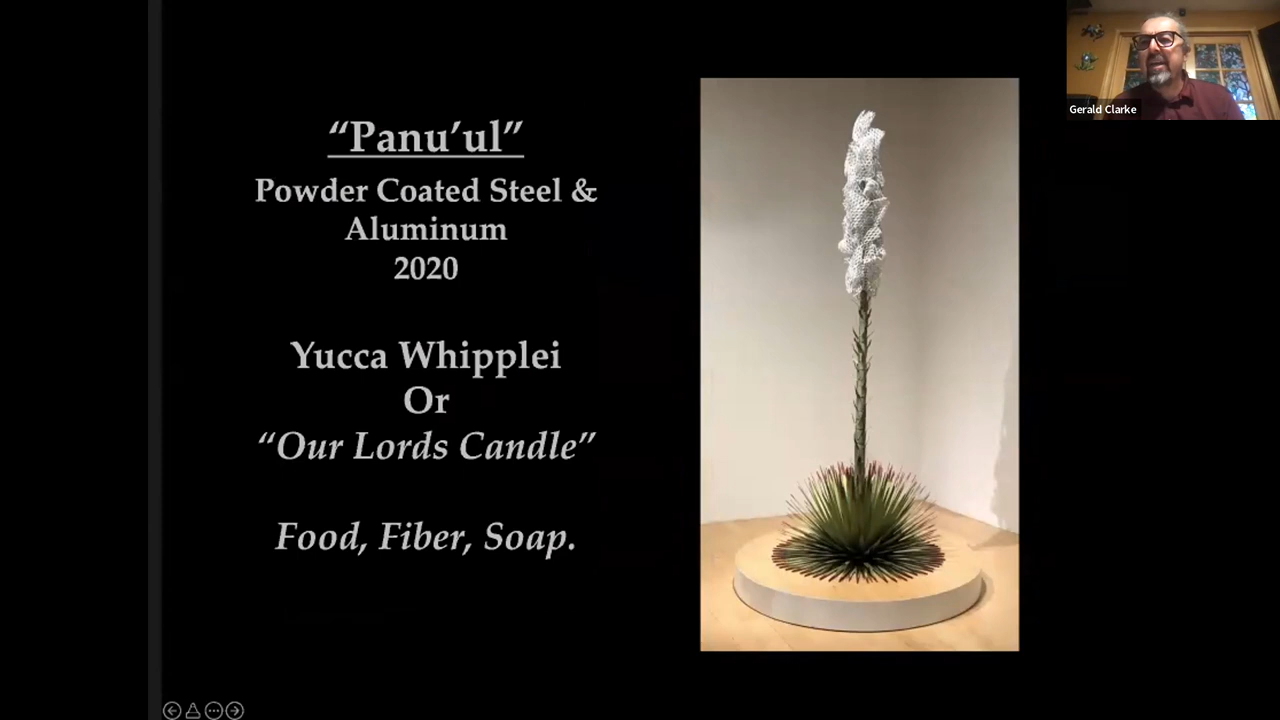 “Panu’ul”
Powder Coated Steel &
Aluminum
2020
Yucca Whipplei
Or
“Our Lords Candle”
Food, Fiber, Soap.
Gerald Clarke